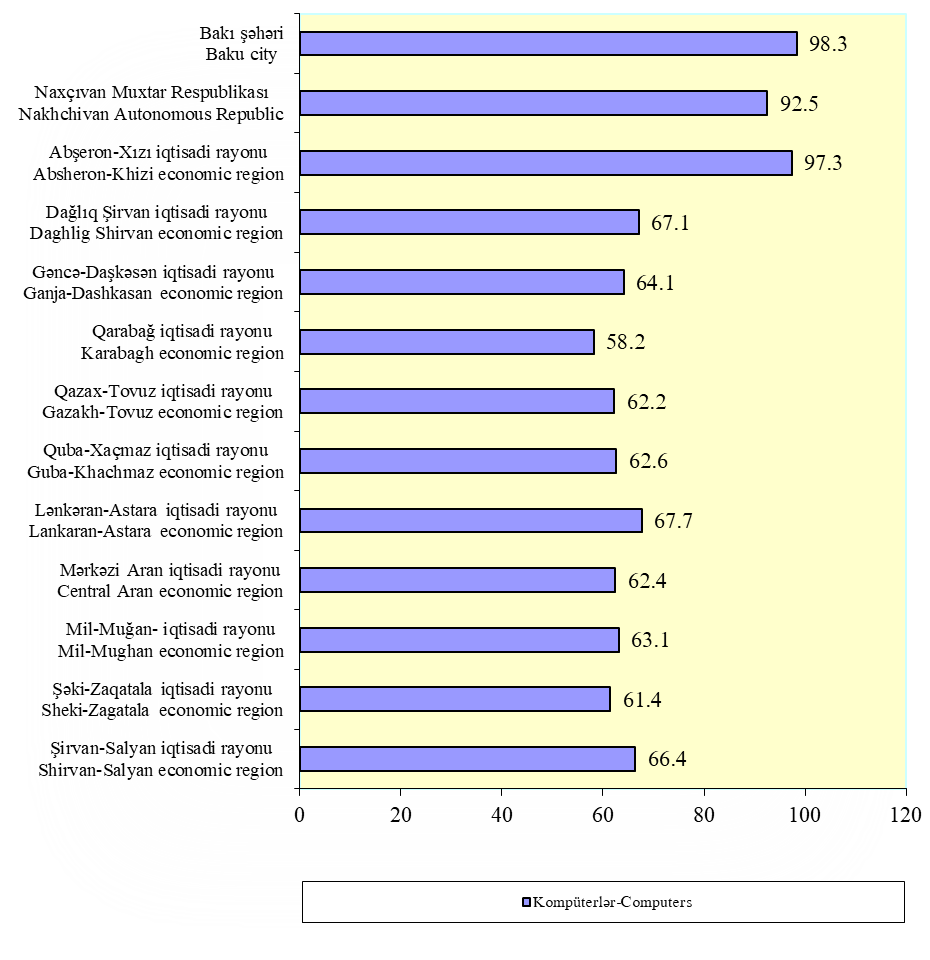 Bakı şəhəri
Baku city
98.3
Naxçıvan Muxtar Respublikası
Nakhchivan Autonomous Republic
92.5
Abşeron-Xızı iqtisadi rayonu
Absheron-Khizi economic region
97.3
Dağlıq Şirvan iqtisadi rayonu
Daghlig Shirvan economic region
67.1
Gəncə-Daşkəsən iqtisadi rayonu
Ganja-Dashkasan economic region
64.1
Qarabağ iqtisadi rayonu
Karabagh economic region
58.2
Qazax-Tovuz iqtisadi rayonu
Gazakh-Tovuz economic region
62.2
Quba-Xaçmaz iqtisadi rayonu
Guba-Khachmaz economic region
62.6
Lənkəran-Astara iqtisadi rayonu
Lankaran-Astara economic region
67.7
Mərkəzi Aran iqtisadi rayonu
Central Aran economic region
62.4
Mil-Muğan- iqtisadi rayonu
Mil-Mughan economic region
63.1
Şəki-Zaqatala iqtisadi rayonu
Sheki-Zagatala economic region
61.4
Şirvan-Salyan iqtisadi rayonu
Shirvan-Salyan economic region
66.4
0 20 40 60 80 100 120
Kompüterlər-Computers